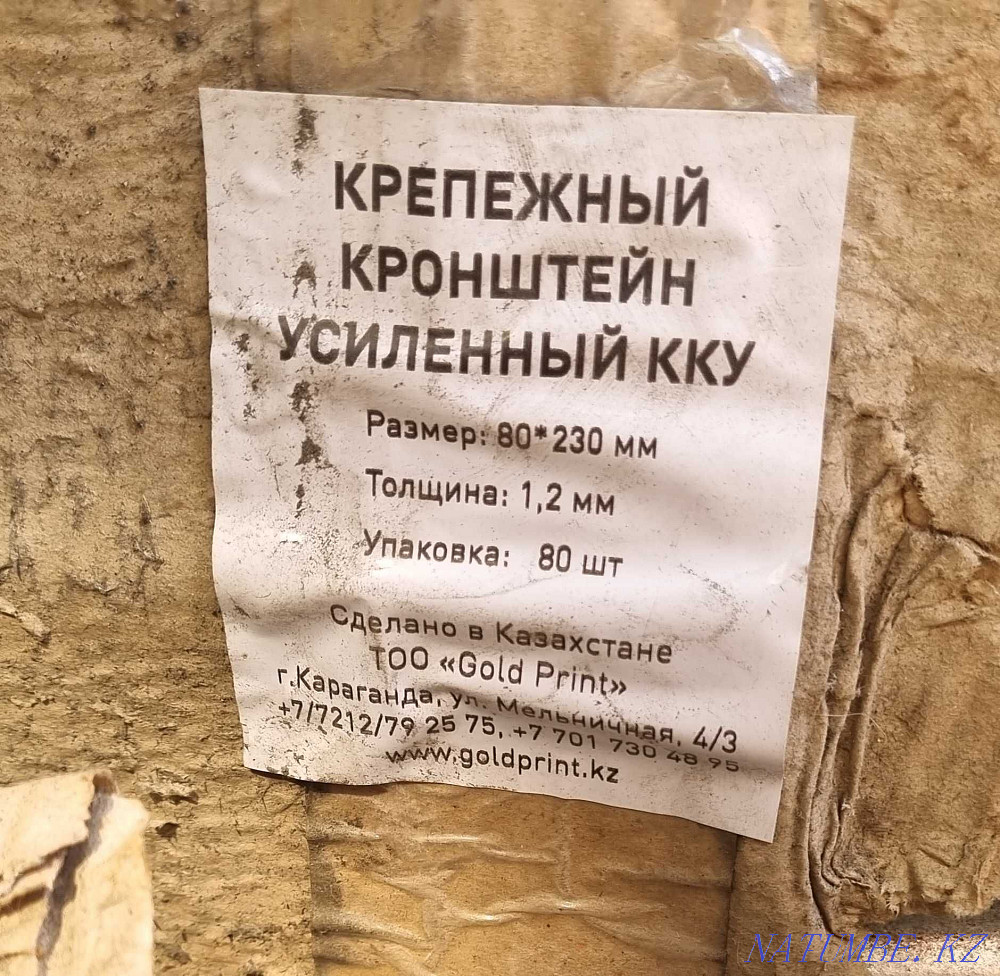 КРЕПЕЖНЫЙ
КРОНШТЕЙН
УСИЛЕННЫЙ ККУ
Размер: 80*230 мм
Толщина: 1,2 мм
Упаковка: 80 шт
Сделано в Казахстане
ТОО «Gold Print»
г.Караганда, ул. Мельничная, 4/3
+7/7212/79 25 75, +7 701 730 48 95
www.goldprint.kz
NATUMBE.KZ